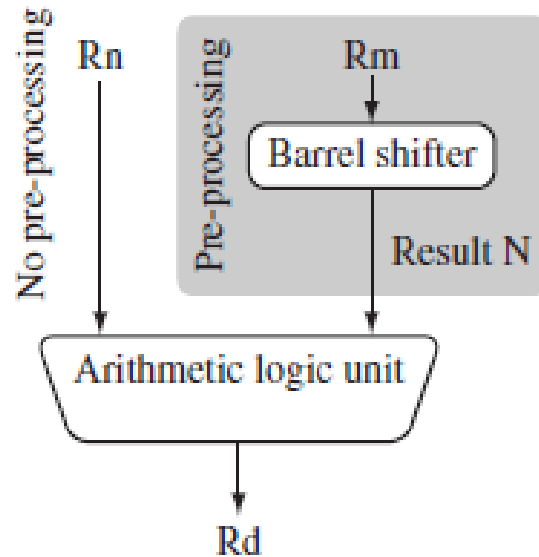 No pre-processing
Rn
Pre-processing
Rm
Barrel shifter
Result N
Arithmetic logic unit
Rd